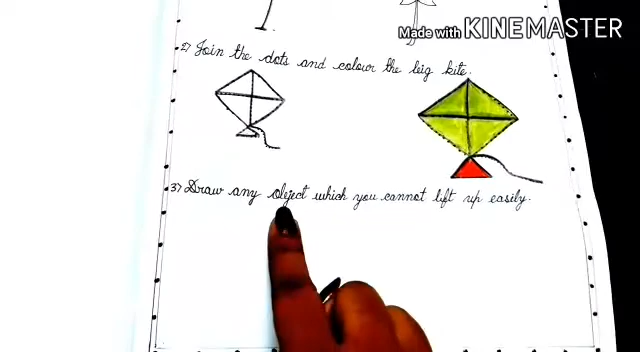 Made with KINEMASTER
2) Join the dots and colour the big kite.
3) Draw any object which you cannot lift up easily.